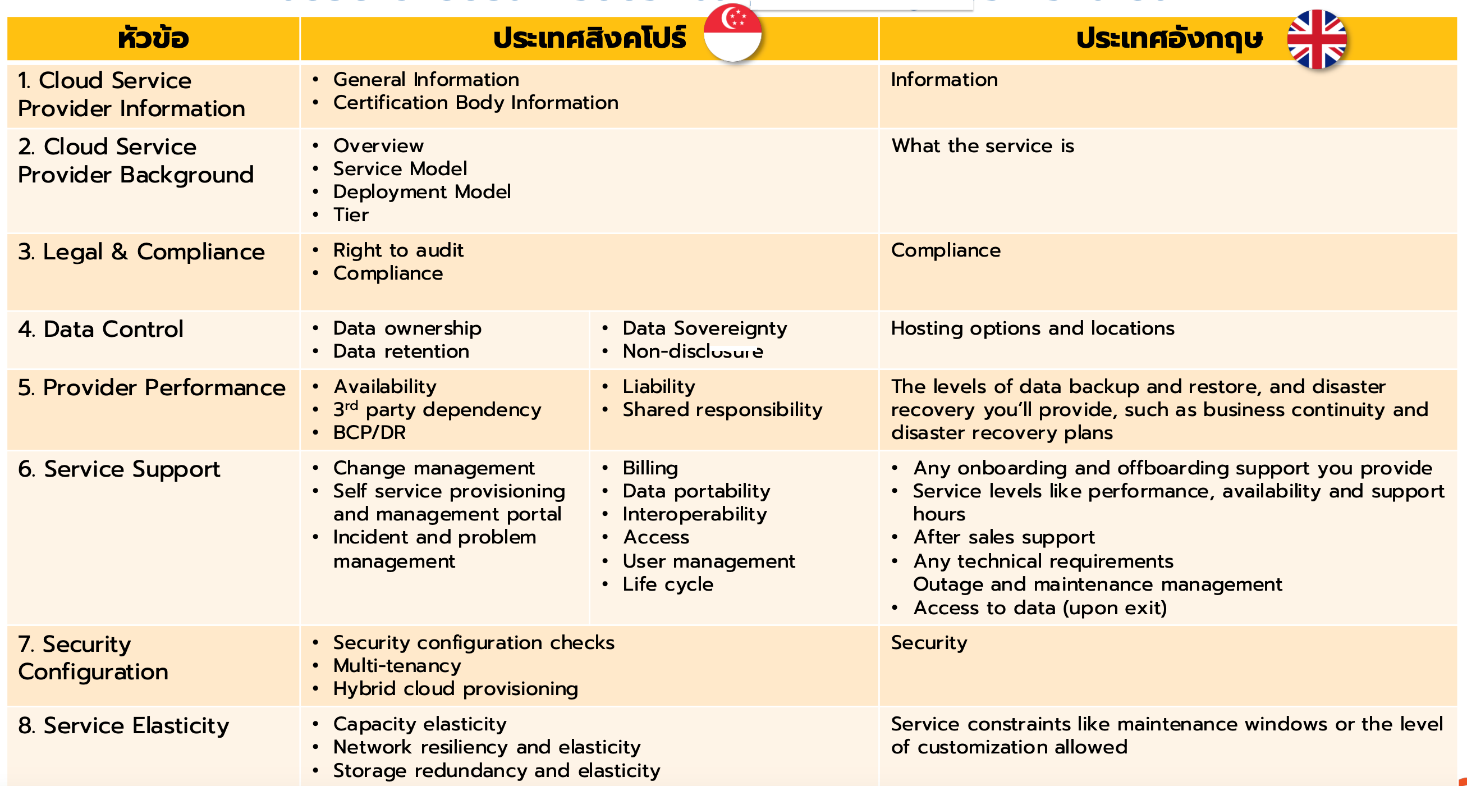 หัวข้อ
ประเทศสิงคโปร์
ประเทศอังกฤษ
1. Cloud Service
Provider Information
• General Information
• Certification Body Information
Information
2. Cloud Service
Provider Background
• Overview
• Service Model
• Deployment Model
• Tier
What the service is
3. Legal & Compliance
• Right to audit
• Compliance
Compliance
4. Data Control
• Data ownership
• Data retention
• Data Sovereignty
• Non-disclosure
Hosting options and locations
5. Provider Performance
• Availability
• 3rd party dependency
• BCP/DR
• Liability
• Shared responsibility
The levels of data backup and restore, and disaster
recovery you’ll provide, such as business continuity and
disaster recovery plans
6. Service Support
• Change management
• Self service provisioning
and management portal
• Incident and problem
management
• Billing
• Data portability
• Interoperability
• Access
• User management
• Life cycle
• Any onboarding and offboarding support you provide
• Service levels like performance, availability and support
hours
• After sales support
• Any technical requirements
Outage and maintenance management
• Access to data (upon exit)
7. Security
Configuration
• Security configuration checks
• Multi-tenancy
• Hybrid cloud provisioning
Security
8. Service Elasticity
• Capacity elasticity
• Network resiliency and elasticity
• Storage redundancy and elasticity
Service constraints like maintenance windows or the level
of customization allowed